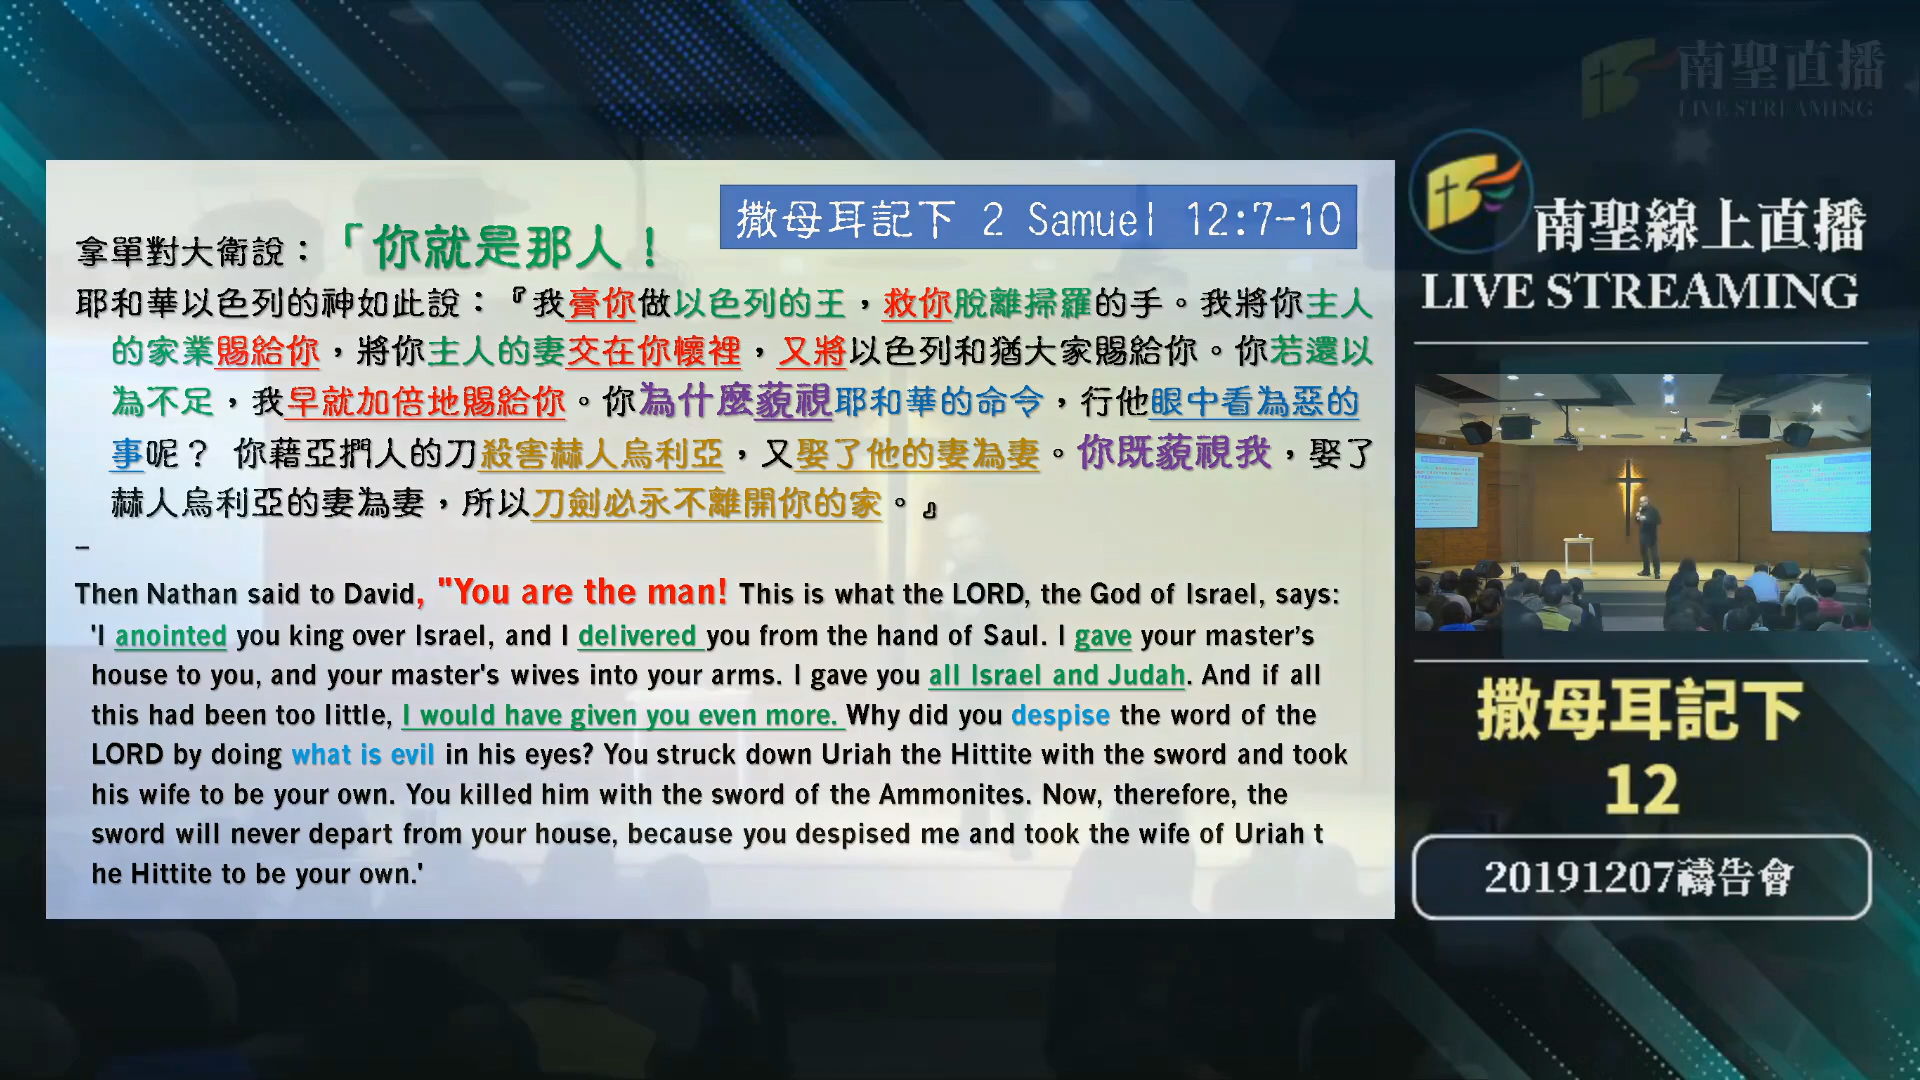 南聖直播
LIVE STREAMING
撒母耳記下 2 Samuel 12:7-10
拿單對大衛說：「你就是那人！
耶和華以色列的神如此說：『我膏你做以色列的王，救你脫離掃羅的手。我將你主人
的家業賜給你，將你主人的妻交在你懷裡，又將以色列和猶大家賜給你。你若還以
為不足，我早就加倍地賜給你。你為什麼藐視耶和華的命令，行他眼中看為惡的
事呢？ 你藉亞捫人的刀殺害赫人烏利亞，又娶了他的妻為妻。你既藐視我，娶了
赫人烏利亞的妻為妻，所以刀劍必永不離開你的家。』
–
Then Nathan said to David, "You are the man! This is what the LORD, the God of Israel, says:
'I anointed you king over Israel, and I delivered you from the hand of Saul. I gave your master's
house to you, and your master's wives into your arms. I gave you all Israel and Judah. And if all
this had been too little, I would have given you even more. Why did you despise the word of the
LORD by doing what is evil in his eyes? You struck down Uriah the Hittite with the sword and took
his wife to be your own. You killed him with the sword of the Ammonites. Now, therefore, the
sword will never depart from your house, because you despised me and took the wife of Uriah t
he Hittite to be your own.'
南聖線上直播
LIVE STREAMING
撒母耳記下
12
20191207禱告會